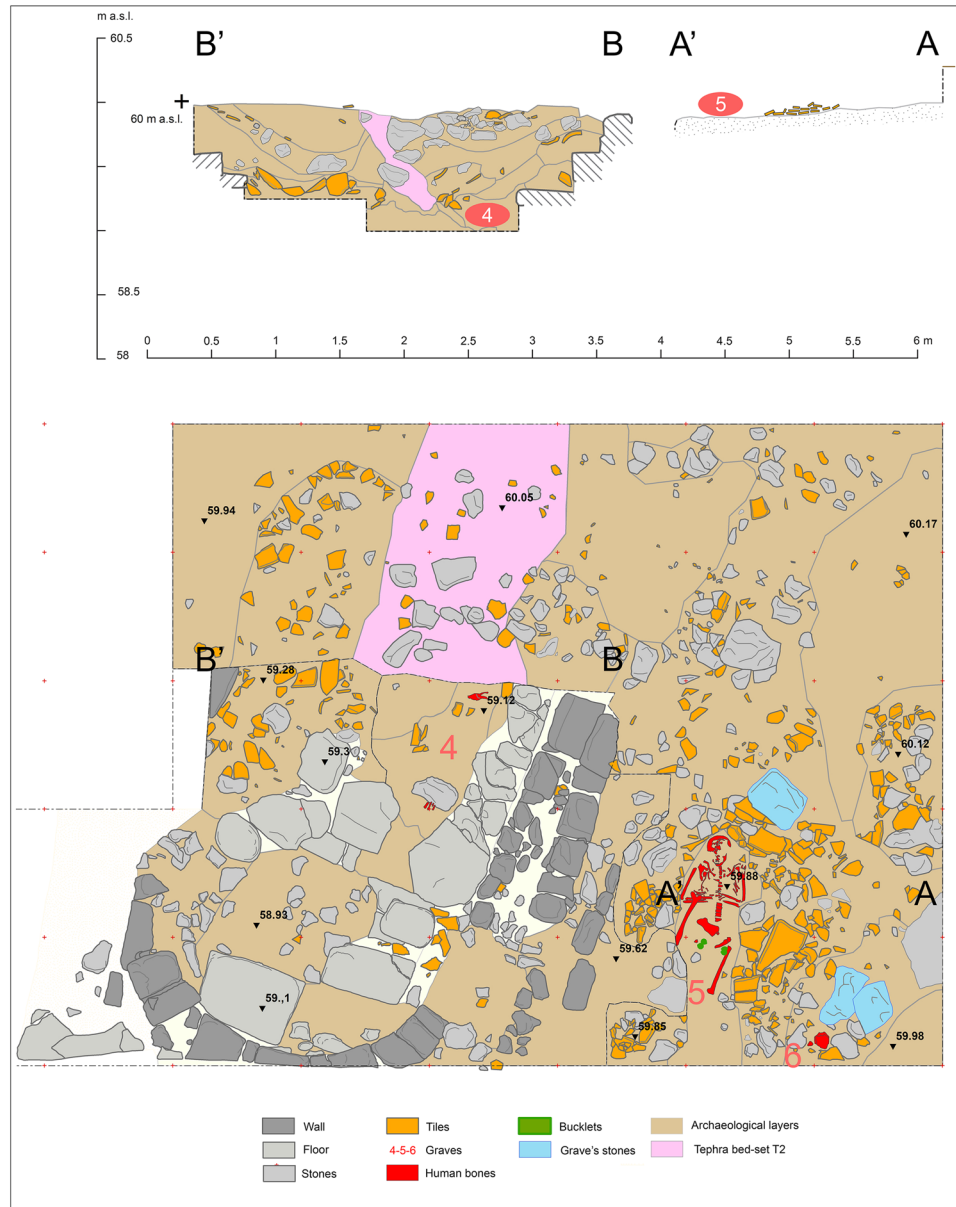 m a.s.l.
60.5
B’
B
A’
A
5
60 m a.s.l.
4
58.5
58
0
0.5
1
1.5
2
2.5
3
3.5
4
4.5
5
5.5
6 m
59.94
60.05
60.17
B’
B
59.28
59.12
4
59.3
60.12
A’
59.88
A
58.93
59.62
5
59.,1
59.85
6
59.98
Wall
Tiles
Bucklets
Archaeological layers
Floor
4-5-6
Graves
Grave’s stones
Tephra bed-set T2
Stones
Human bones